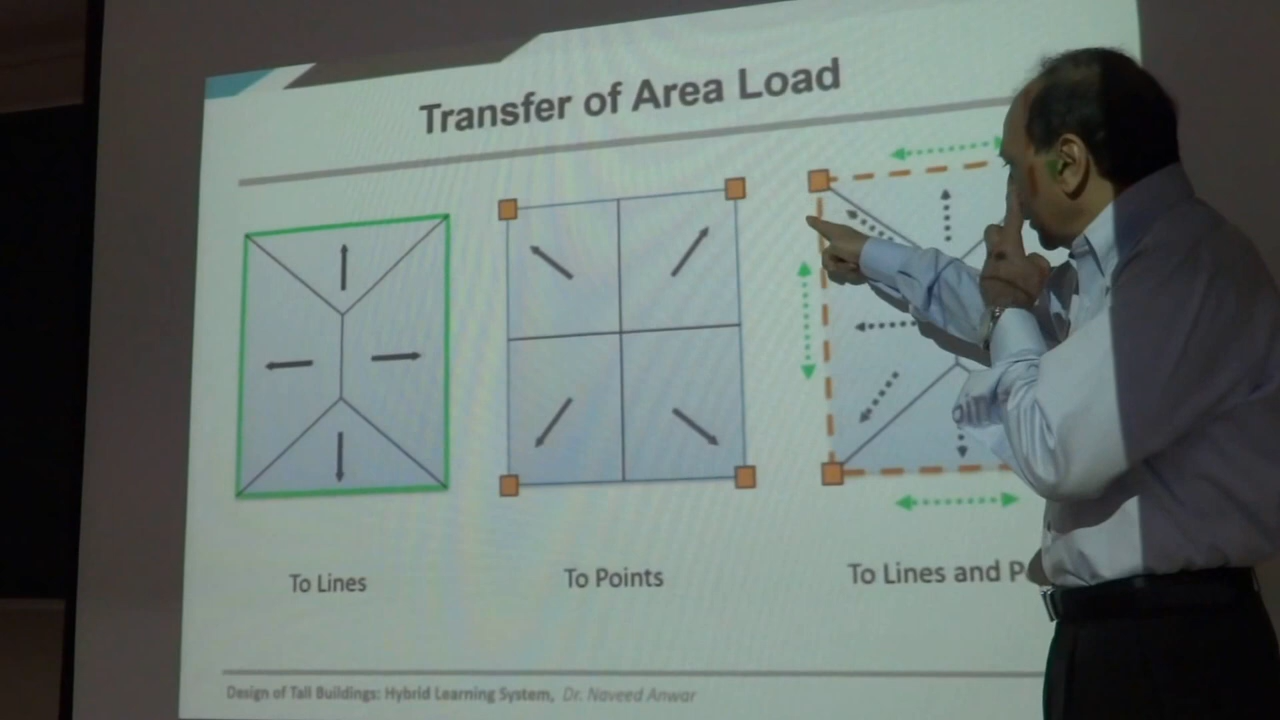 Transfer of Area Load
To Lines
To Points
To Lines and P
Design of Tall Buildings: Hybrid Learning System, Dr. Naveed Anwar